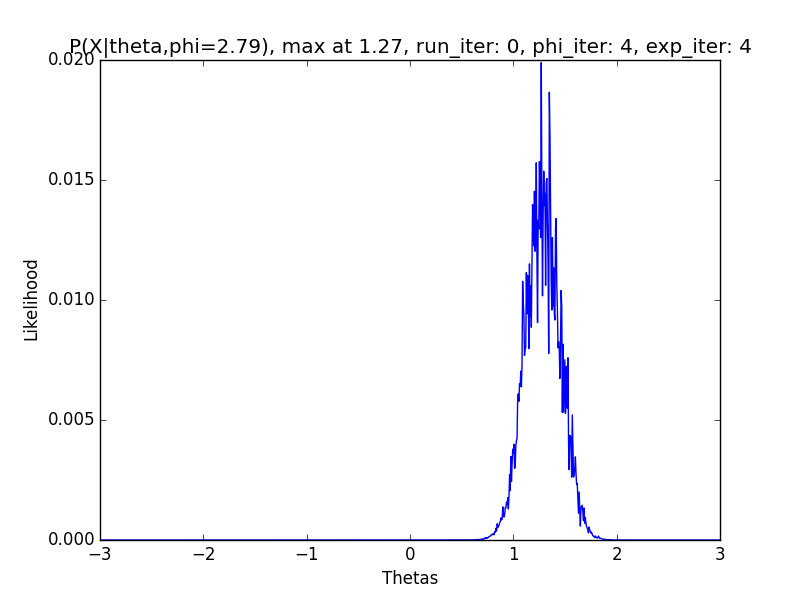 P(X|theta,phi=2.79), max at 1.27, run_iter: 0, phi_iter: 4, exp_iter: 4
0.020
0.015
0.010
0.005
0.000
Likelihood
−3 −2 −1 0 1 2 3
Thetas